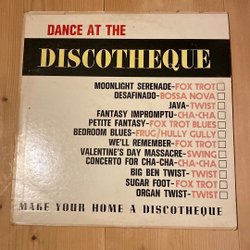 DANCE AT THE
DISCOTHEQUE
MOONLIGHT SERENADE-FOX TROT
DESAFINADO-BOSSA NOVA
JAVA-TWIST
FANTASY IMPROMPTU-CHA-CHA
PETITE FANTASY-FOX TROT BLUES
BEDROOM BLUES-FRUG/HULLY GULLY
WE'LL REMEMBER-FOX TROT
VALENTINE'S DAY MASSACRE-SWING
CONCERTO FOR CHA-CHA-CHA-CHA
BIG BEN TWIST-TWIST
SUGAR FOOT-FOX TROT
ORGAN TWIST-TWIST
MAKE YOUR HOME A DISCOTHEQUE